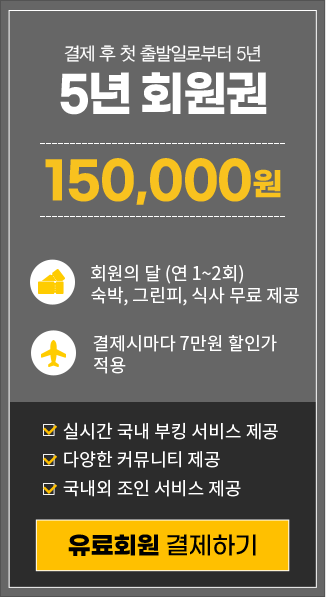 결제 후 첫 출발일로부터 5년
5년 회원권
150,000원
회원의 달 (연 1~2회)
숙박, 그린피, 식사 무료 제공
결제시마다 7만원 할인가
적용
실시간 국내 부킹 서비스 제공
다양한 커뮤니티 제공
국내외 조인 서비스 제공
유료회원 결제하기